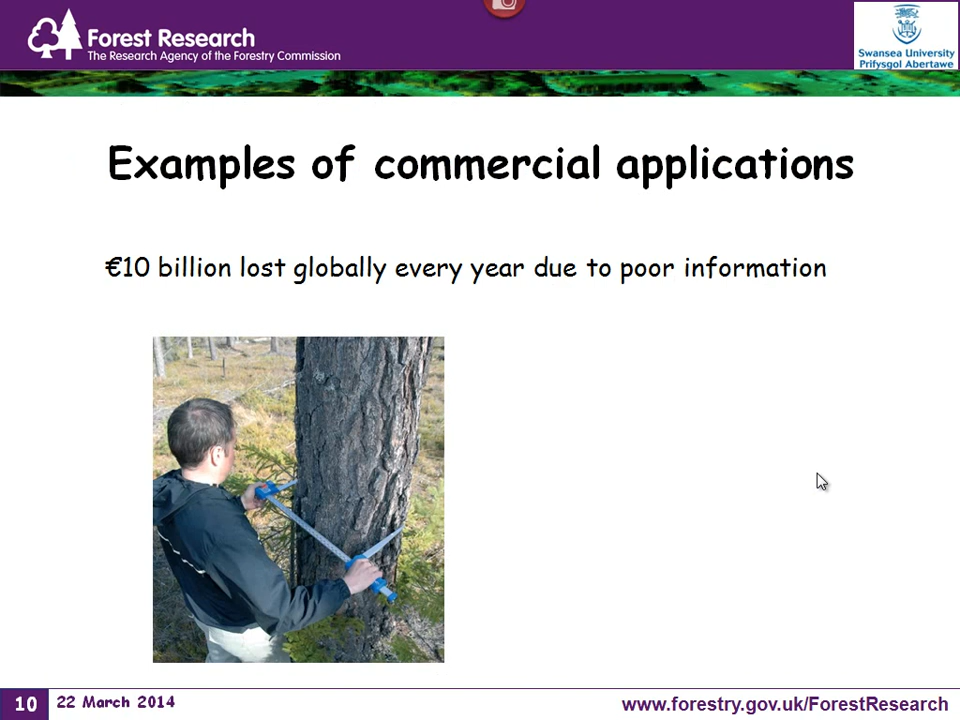 Forest Research
The Research Agency of the Forestry Commission
Swansea University
Prifysgol Abertawe
Examples of commercial applications
€10 billion lost globally every year due to poor information
10
22 March 2014
www.forestry.gov.uk/ForestResearch